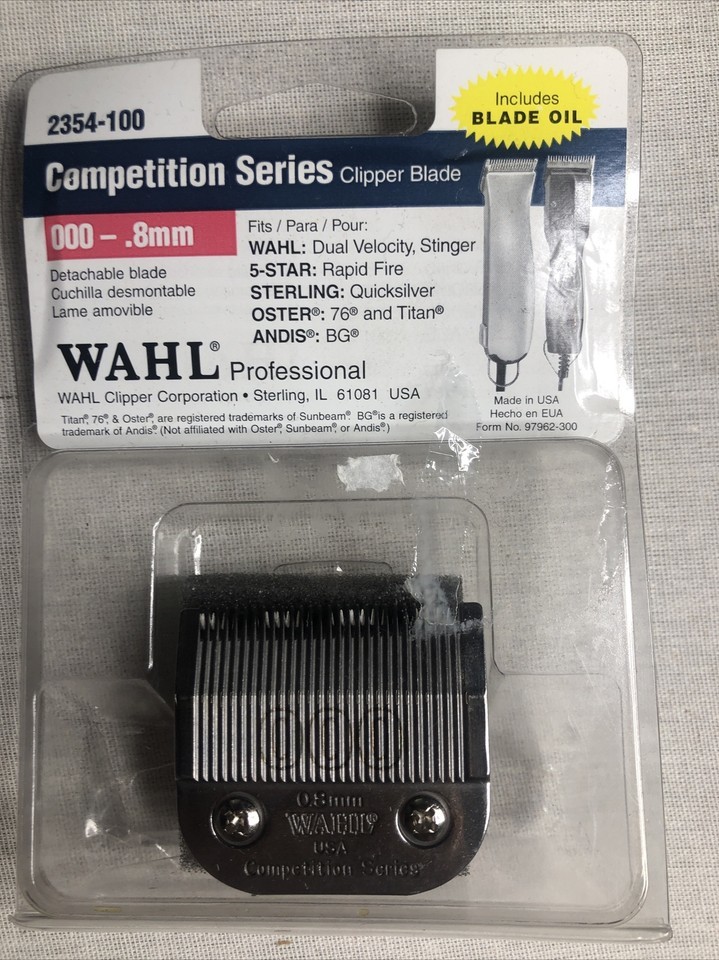 2354-100
Includes
BLADE OIL
Competition Series Clipper Blade
000 – .8mm
Detachable blade
Cuchilla desmontable
Lame amovible
Fits / Para / Pour:
WAHL: Dual Velocity, Stinger
5-STAR: Rapid Fire
STERLING: Quicksilver
OSTER®: 76® and Titan®
ANDIS®: BG®
WAHL® Professional
WAHL Clipper Corporation • Sterling, IL 61081 USA
Titan®, 76®, & Oster®, are registered trademarks of Sunbeam® BG® is a registered
trademark of Andis® (Not affiliated with Oster®, Sunbeam® or Andis®.)
Made in USA
Hecho en EUA
Form No. 97962-300
000
0.8mm
WAHL®
USA
Competition Series